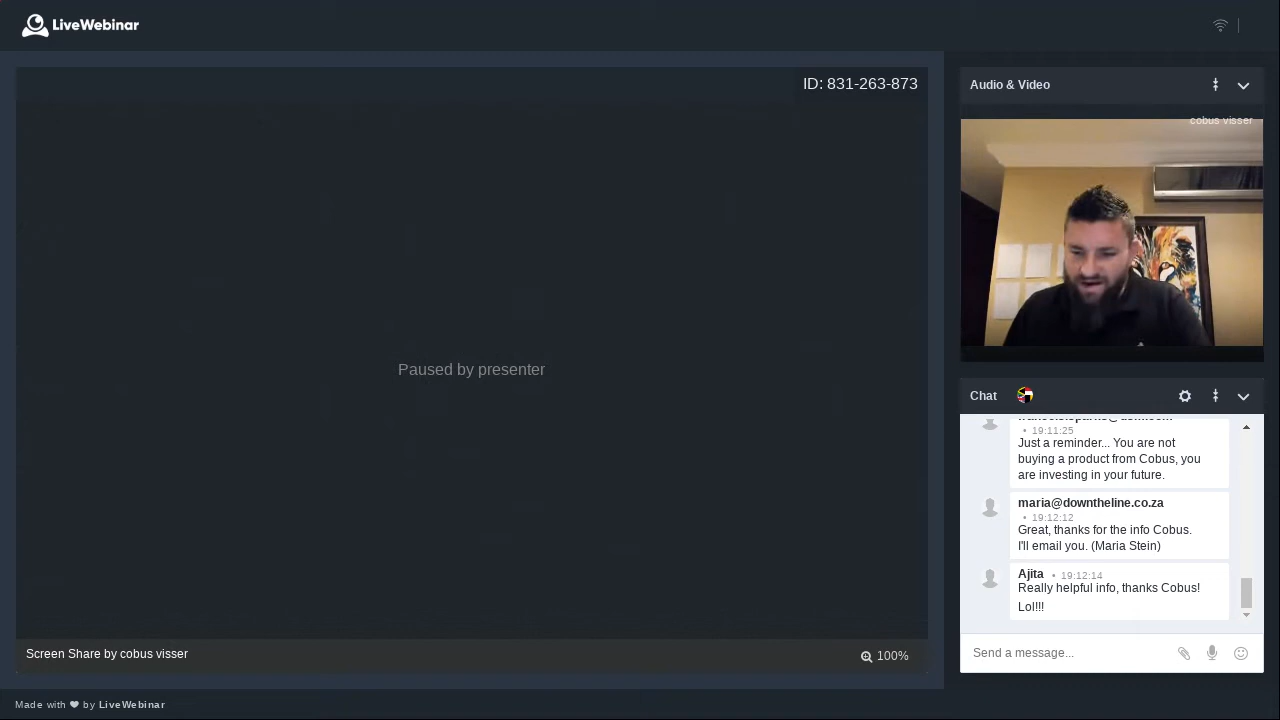 LiveWebinar
ID: 831-263-873
Paused by presenter
Screen Share by cobus visser
100%
Made with ❤ by LiveWebinar
Audio & Video
cobus visser
Chat
19:11:25
Just a reminder... You are not
buying a product from Cobus, you
are investing in your future.
maria@downtheline.co.za
• 19:12:12
Great, thanks for the info Cobus.
I'll email you. (Maria Stein)
Ajita • 19:12:14
Really helpful info, thanks Cobus!
Lol!!!
Send a message...